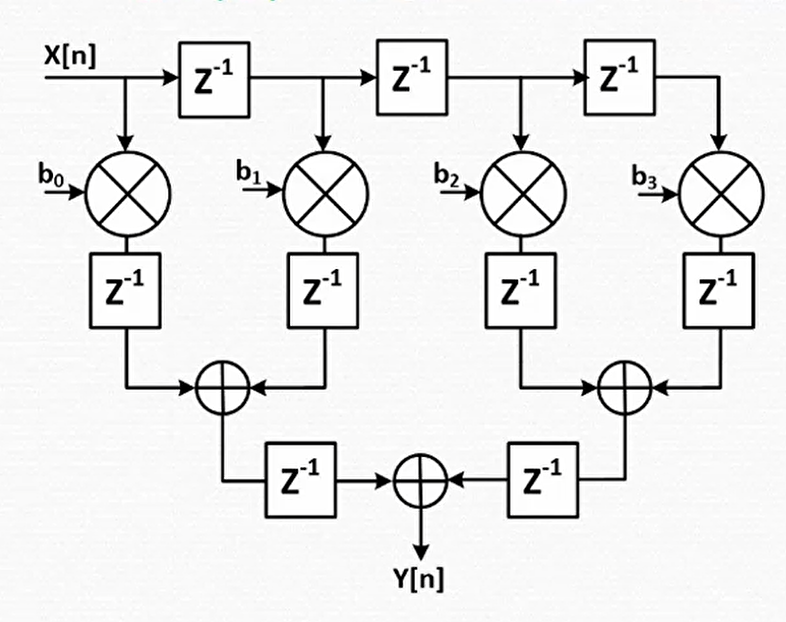 X[n]
Z⁻¹ Z⁻¹ Z⁻¹
b₀ b₁ b₂ b₃
Z⁻¹ Z⁻¹ Z⁻¹ Z⁻¹
Z⁻¹ Z⁻¹
Y[n]